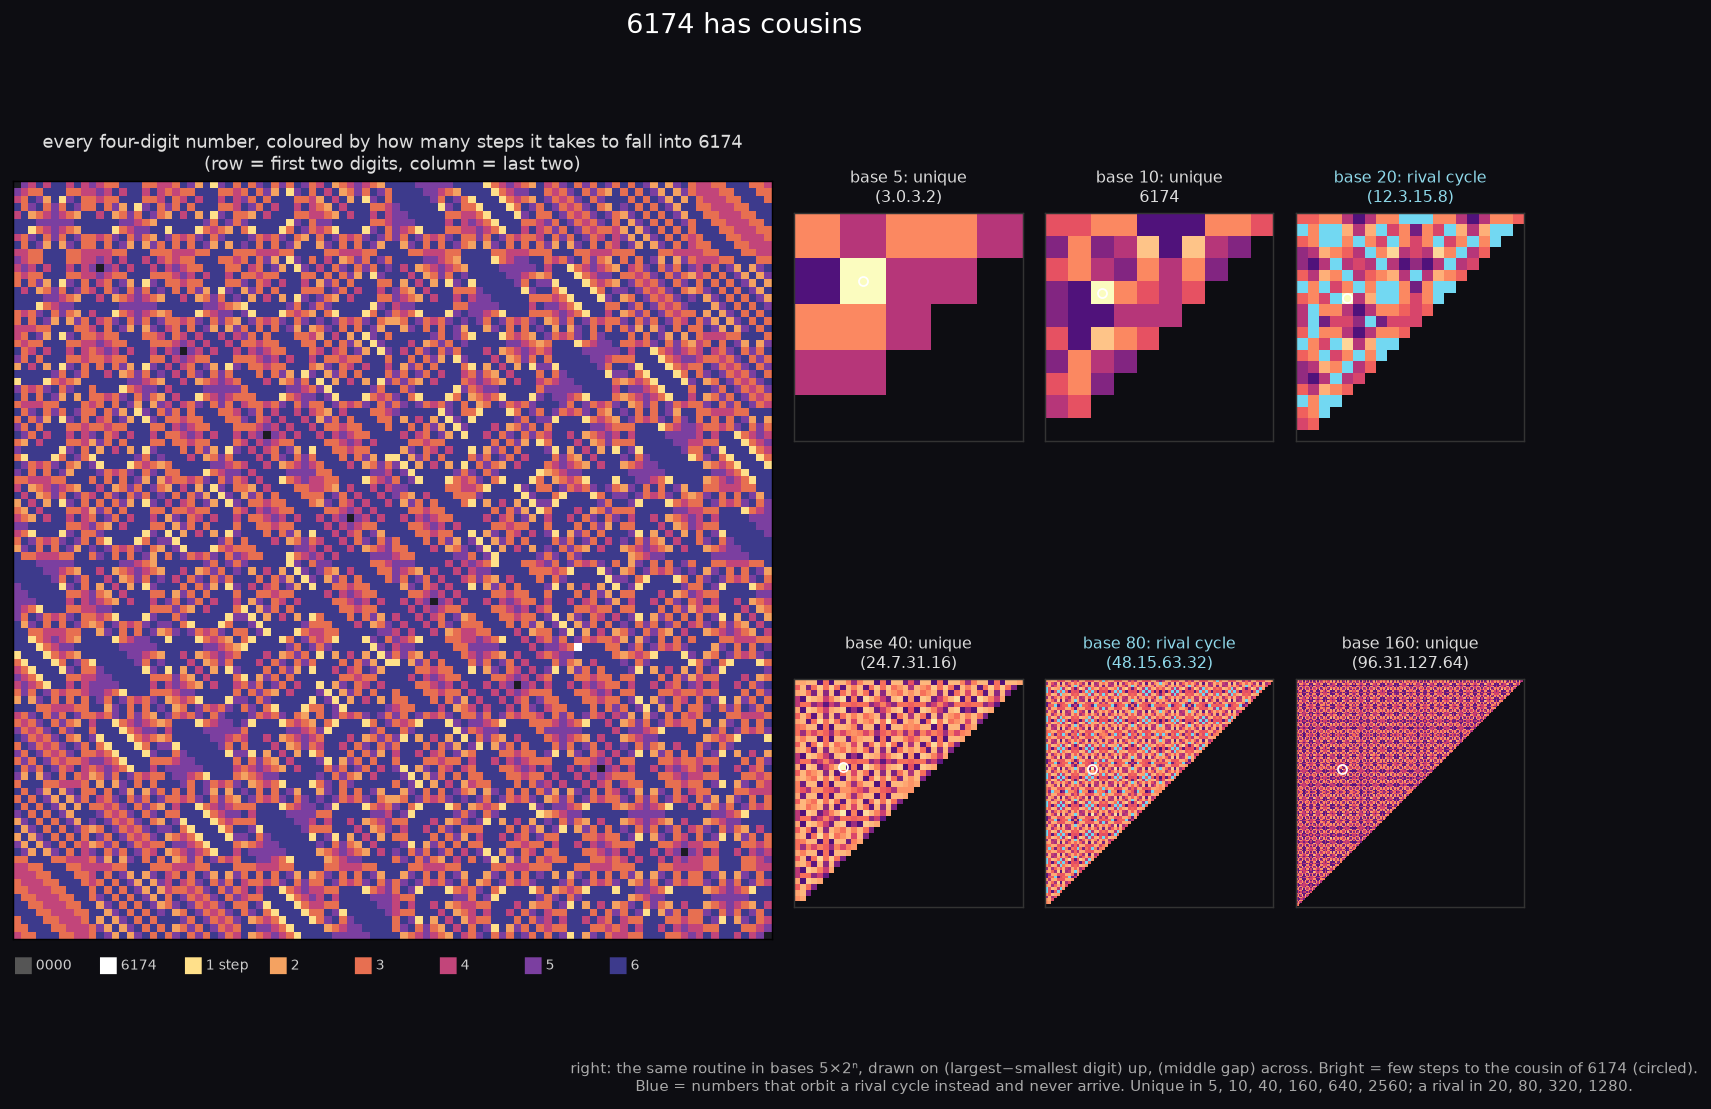 6174 has cousins
every four-digit number, coloured by how many steps it takes to fall into 6174
(row = first two digits, column = last two)
base 5: unique
(3.0.3.2)
base 10: unique
6174
base 20: rival cycle
(12.3.15.8)
base 40: unique
(24.7.31.16)
base 80: rival cycle
(48.15.63.32)
base 160: unique
(96.31.127.64)
0000 6174 1 step 2 3 4 5 6
right: the same routine in bases 5×2ⁿ, drawn on (largest−smallest digit) up, (middle gap) across. Bright = few steps to the cousin of 6174 (circled).
Blue = numbers that orbit a rival cycle instead and never arrive. Unique in 5, 10, 40, 160, 640, 2560; a rival in 20, 80, 320, 1280.